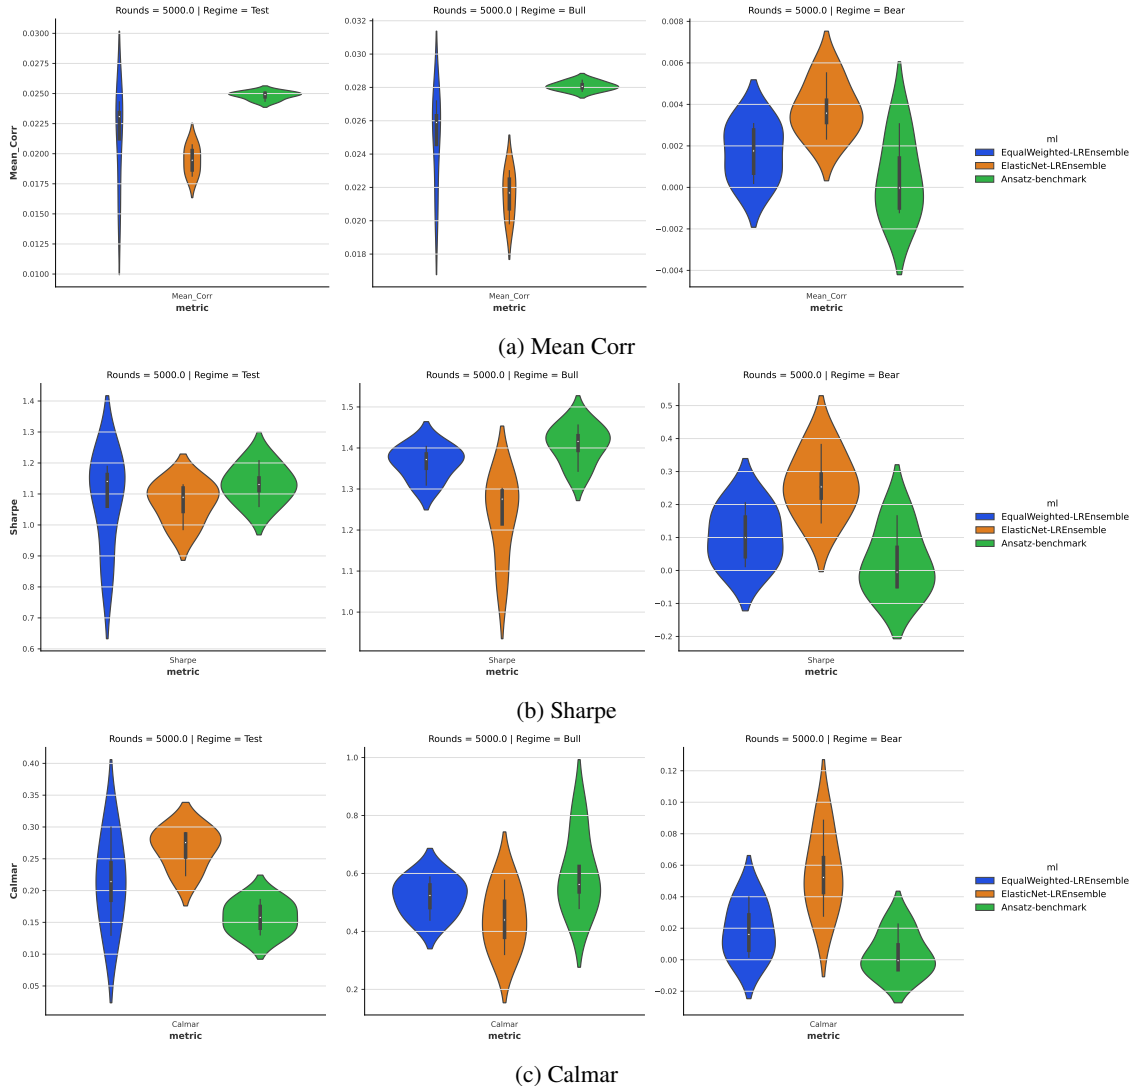 Rounds = 5000.0 | Regime = Test
Rounds = 5000.0 | Regime = Bull
Rounds = 5000.0 | Regime = Bear
Mean_Corr
0.0300
0.0275
0.0250
0.0225
0.0200
0.0175
0.0150
0.0125
0.0100
0.032
0.030
0.028
0.026
0.024
0.022
0.020
0.018
0.008
0.006
0.004
0.002
0.000
−0.002
−0.004
Mean_Corr
metric
Mean_Corr
metric
Mean_Corr
metric
ml
EqualWeighted-LREnsemble
ElasticNet-LREnsemble
Ansatz-benchmark
(a) Mean Corr
Rounds = 5000.0 | Regime = Test
Rounds = 5000.0 | Regime = Bull
Rounds = 5000.0 | Regime = Bear
Sharpe
1.4
1.3
1.2
1.1
1.0
0.9
0.8
0.7
0.6
1.5
1.4
1.3
1.2
1.1
1.0
0.5
0.4
0.3
0.2
0.1
0.0
−0.1
−0.2
Sharpe
metric
Sharpe
metric
Sharpe
metric
ml
EqualWeighted-LREnsemble
ElasticNet-LREnsemble
Ansatz-benchmark
(b) Sharpe
Rounds = 5000.0 | Regime = Test
Rounds = 5000.0 | Regime = Bull
Rounds = 5000.0 | Regime = Bear
Calmar
0.40
0.35
0.30
0.25
0.20
0.15
0.10
0.05
1.0
0.8
0.6
0.4
0.2
0.12
0.10
0.08
0.06
0.04
0.02
0.00
−0.02
Calmar
metric
Calmar
metric
Calmar
metric
ml
EqualWeighted-LREnsemble
ElasticNet-LREnsemble
Ansatz-benchmark
(c) Calmar